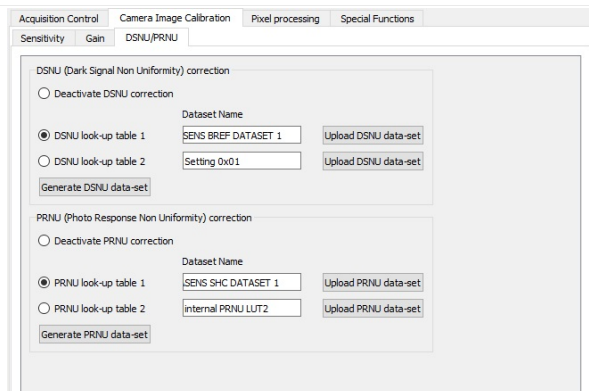 Acquisition Control Camera Image Calibration Pixel processing Special Functions
Sensitivity Gain DSNU/PRNU
DSNU (Dark Signal Non Uniformity) correction
Deactivate DSNU correction
Dataset Name
DSNU look-up table 1 SENS BREF DATASET 1 Upload DSNU data-set
DSNU look-up table 2 Setting 0x01 Upload DSNU data-set
Generate DSNU data-set
PRNU (Photo Response Non Uniformity) correction
Deactivate PRNU correction
Dataset Name
PRNU look-up table 1 SENS SHC DATASET 1 Upload PRNU data-set
PRNU look-up table 2 internal PRNU LUT2 Upload PRNU data-set
Generate PRNU data-set